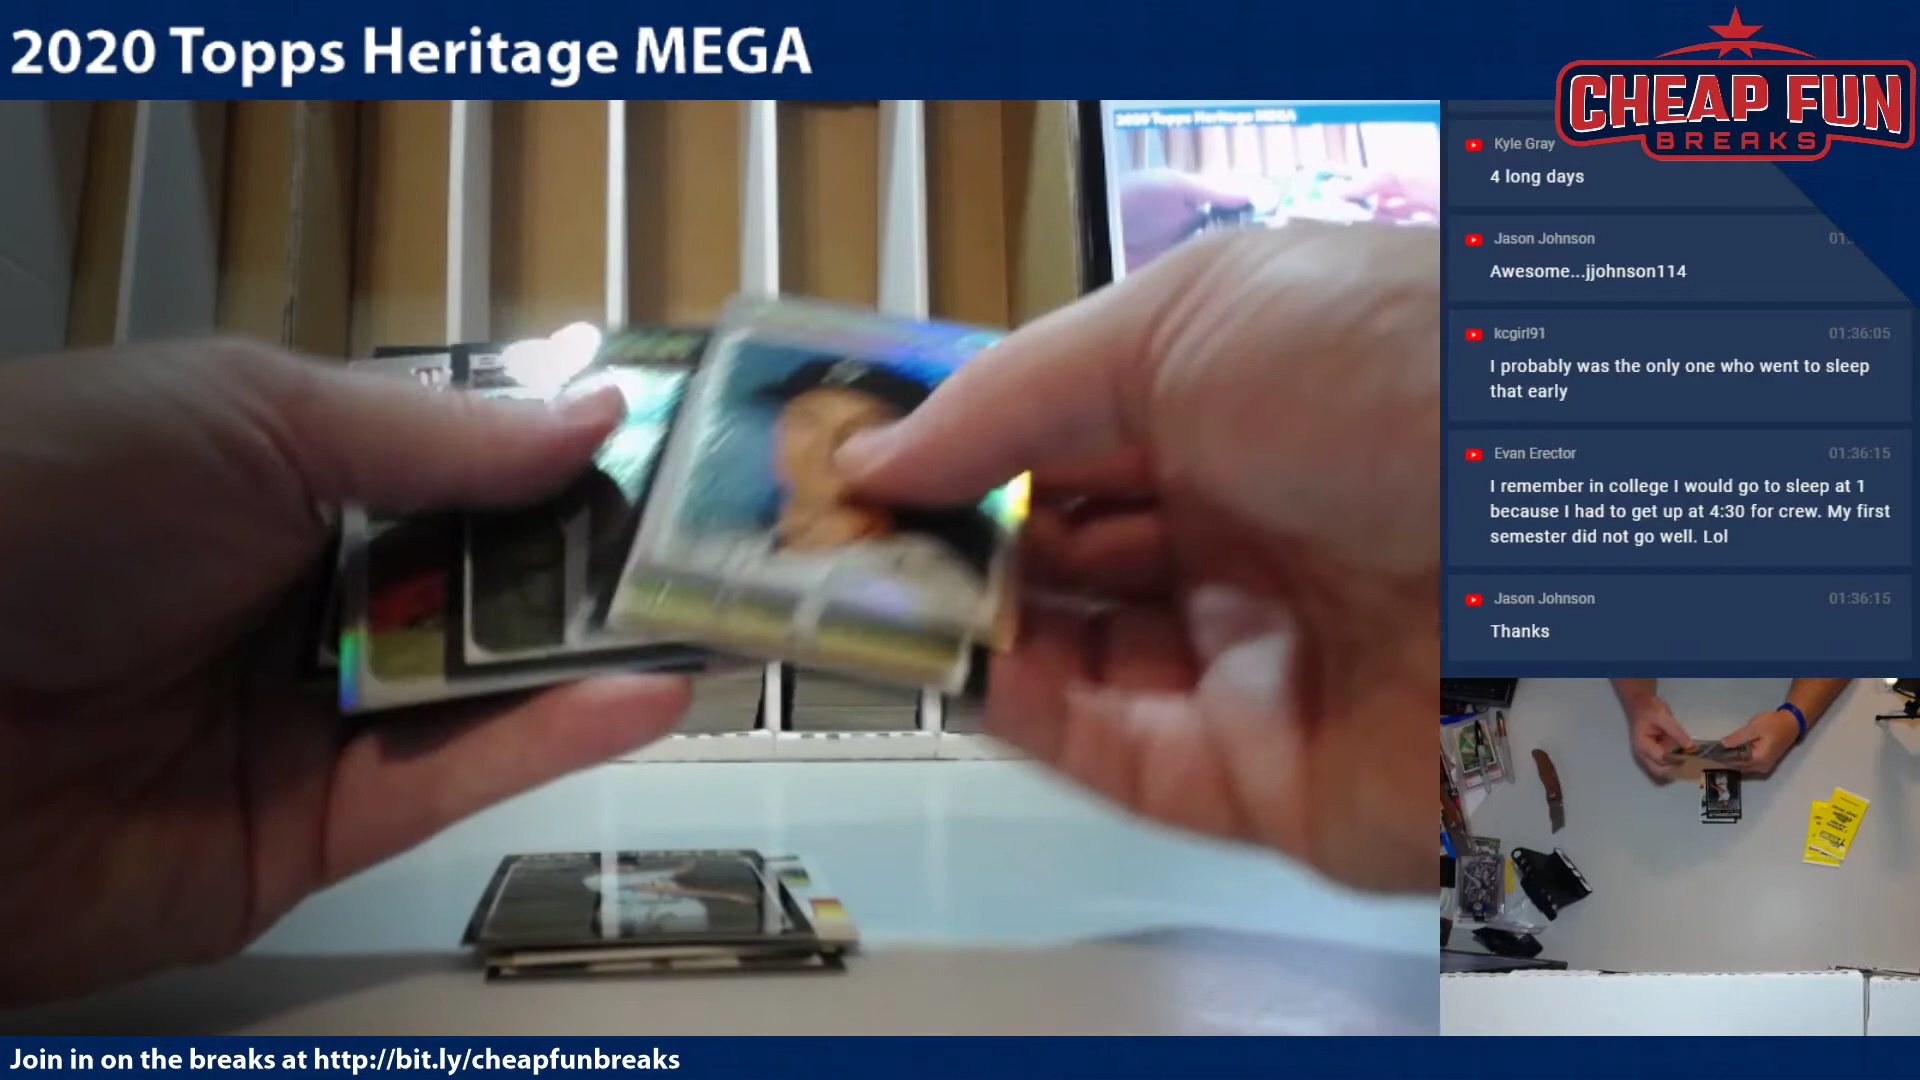 2020 Topps Heritage MEGA
CHEAP FUN
BREAKS
2020 Topps Heritage MEGA
Kyle Gray
4 long days
Jason Johnson
Awesome...jjohnson114
kcgirl91 01:36:05
I probably was the only one who went to sleep
that early
Evan Erector 01:36:15
I remember in college I would go to sleep at 1
because I had to get up at 4:30 for crew. My first
semester did not go well. Lol
Jason Johnson 01:36:15
Thanks
Join in on the breaks at http://bit.ly/cheapfunbreaks